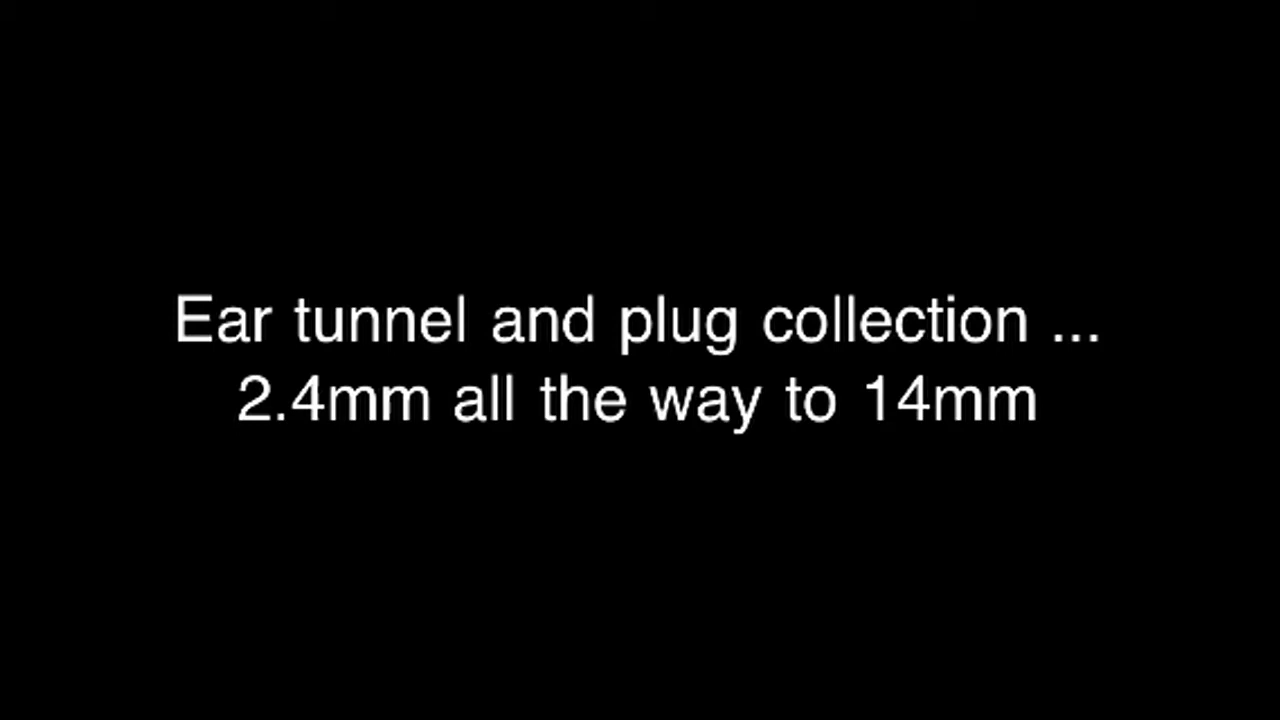 Ear tunnel and plug collection ...
2.4mm all the way to 14mm